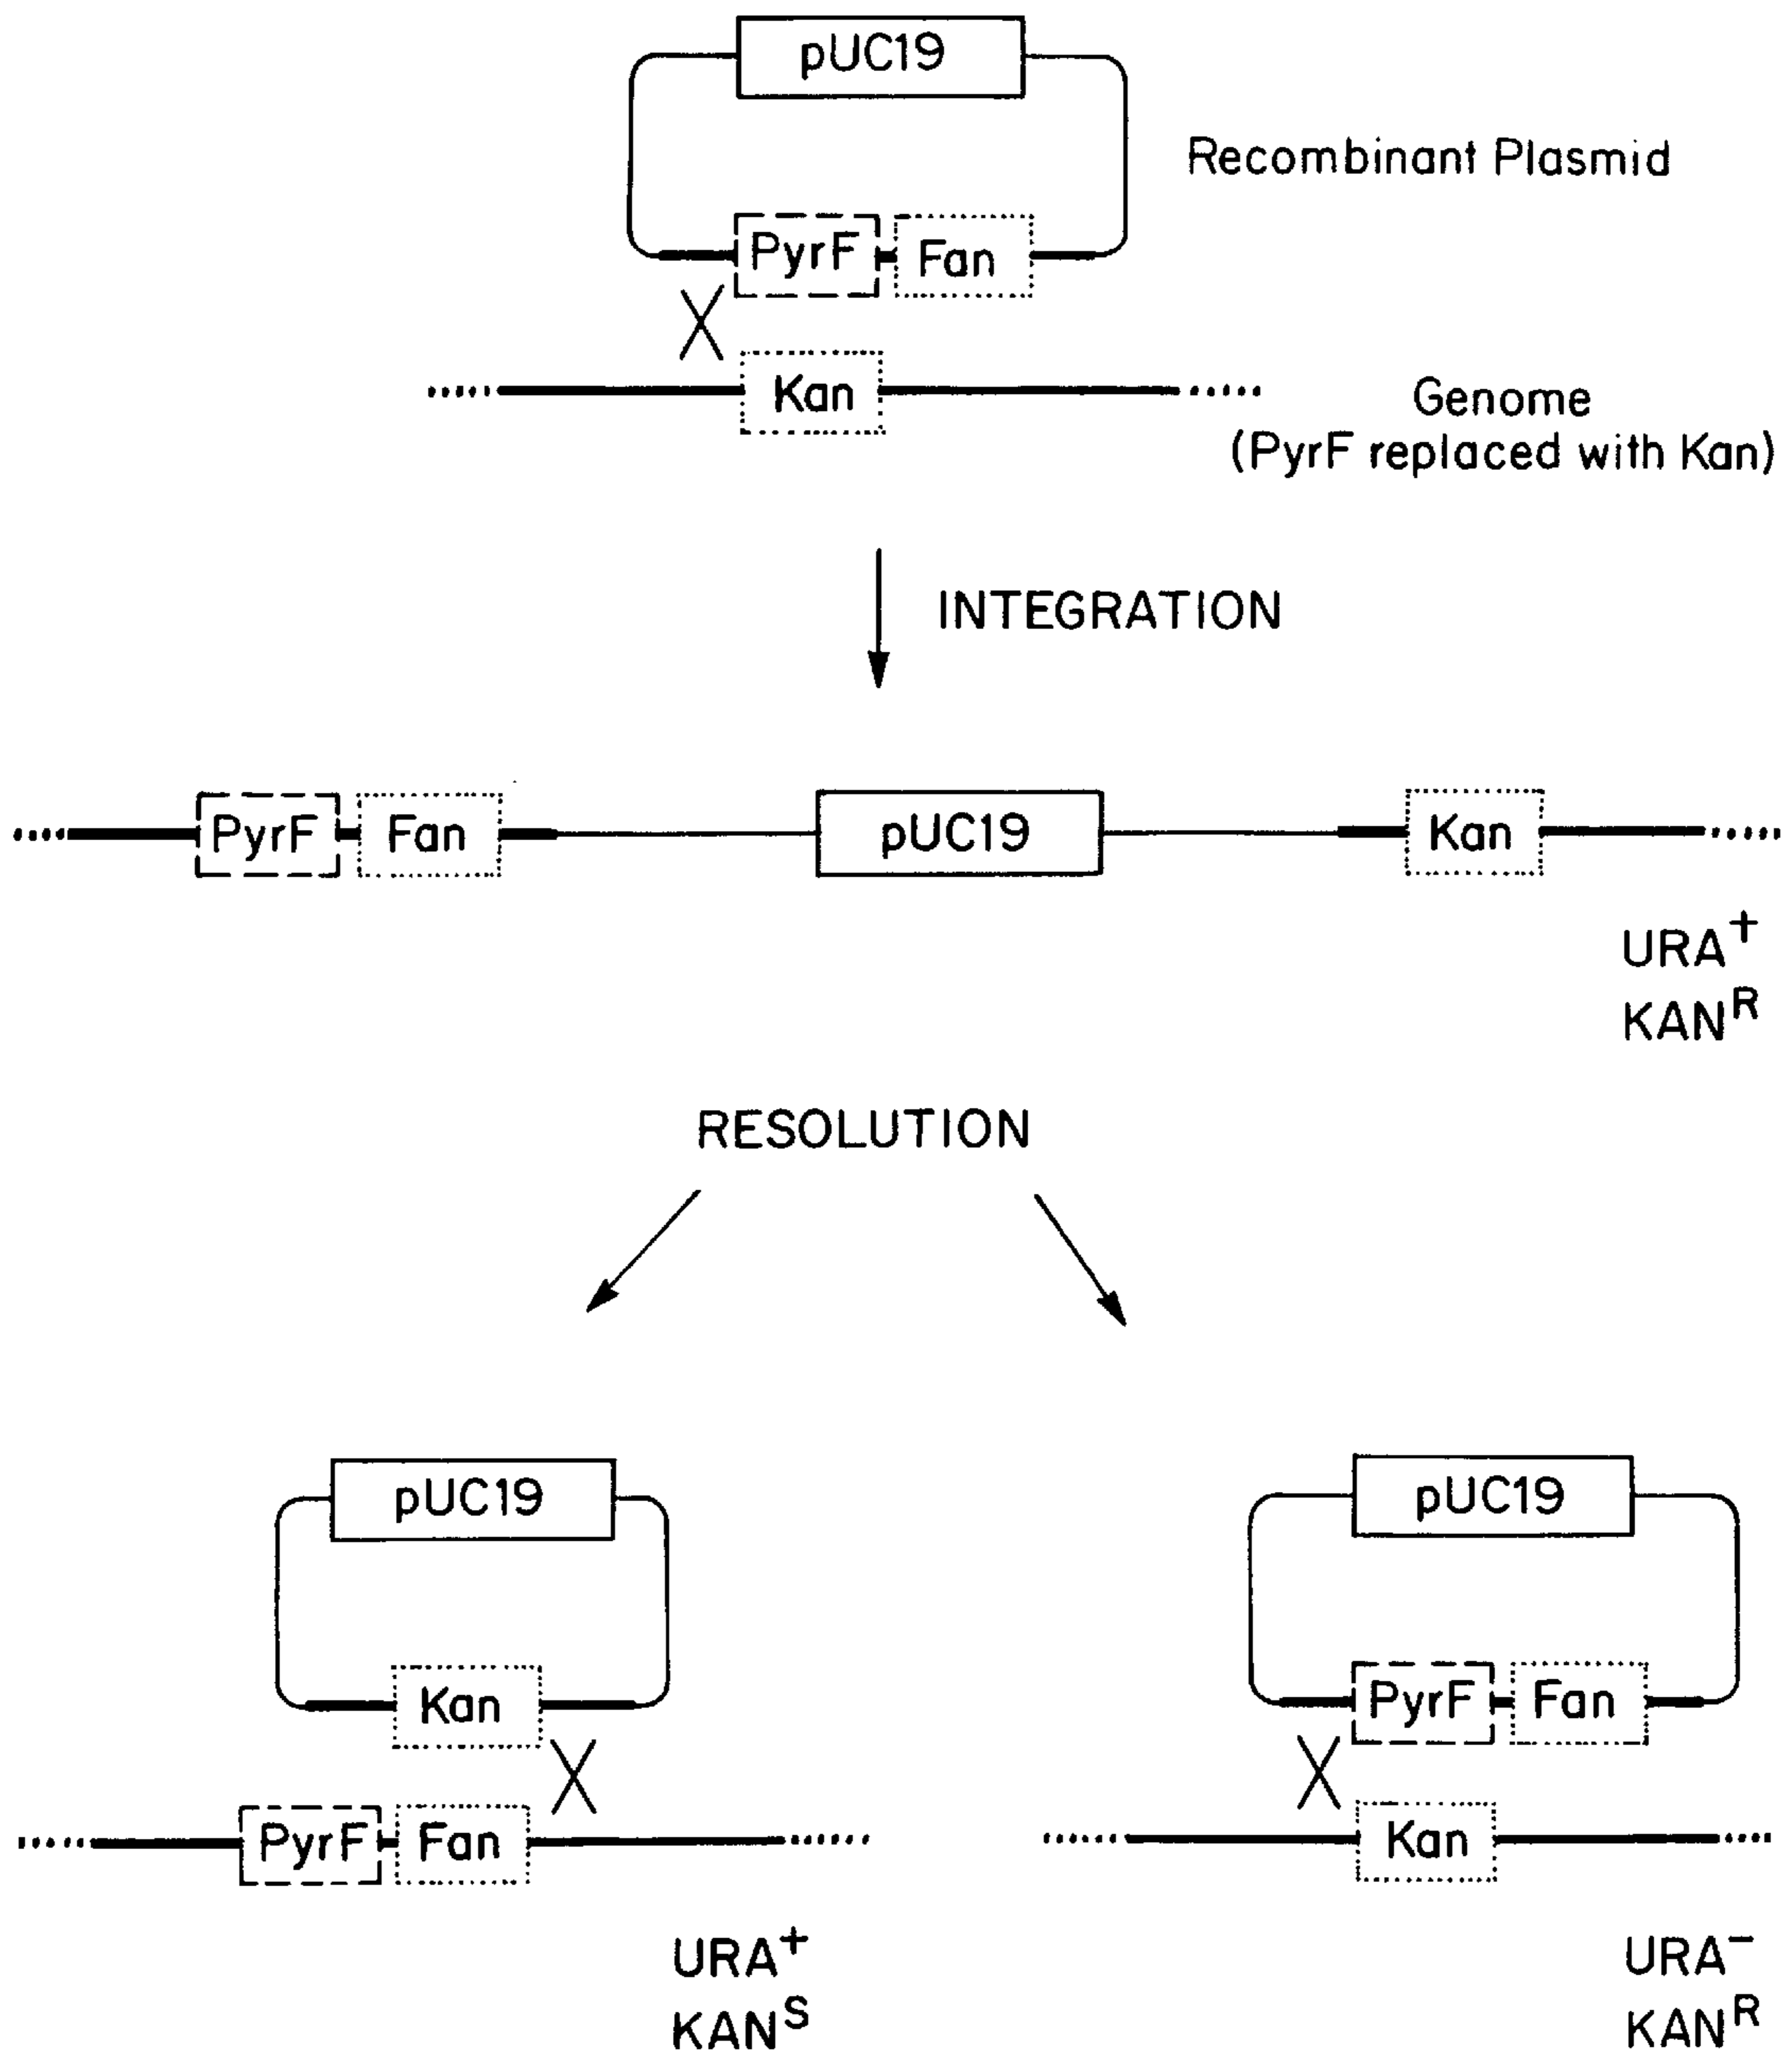 pUC19
Recombinant Plasmid
PyrF Fan
Kan
Genome
(PyrF replaced with Kan)
INTEGRATION
PyrF Fan pUC19 Kan
URA+
KANR
RESOLUTION
pUC19
Kan
PyrF Fan
URA+
KANS
pUC19
PyrF Fan
Kan
URA−
KANR